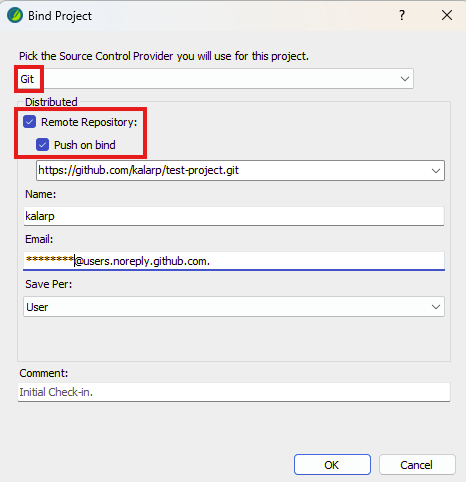 Bind Project
?
Pick the Source Control Provider you will use for this project.
Git
Distributed
Remote Repository:
Push on bind
https://github.com/kalarp/test-project.git
Name:
kalarp
Email:
********@users.noreply.github.com.
Save Per:
User
Comment:
Initial Check-in.
OK Cancel